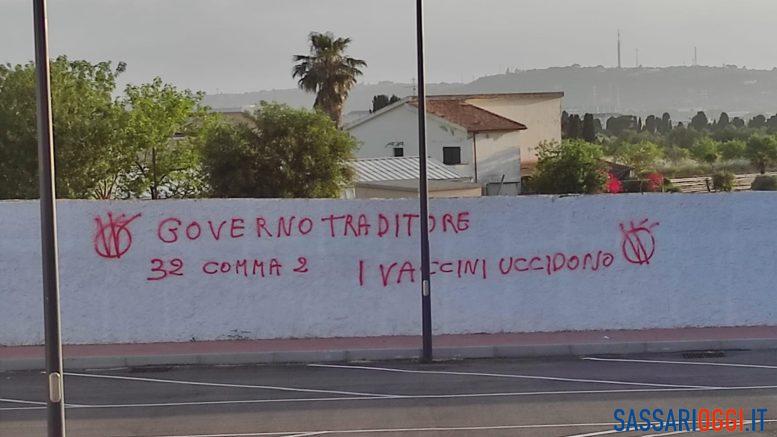 GOVERNO TRADITORE
32 COMMA 2 I VACCINI UCCIDONO
SASSARIOGGI.IT